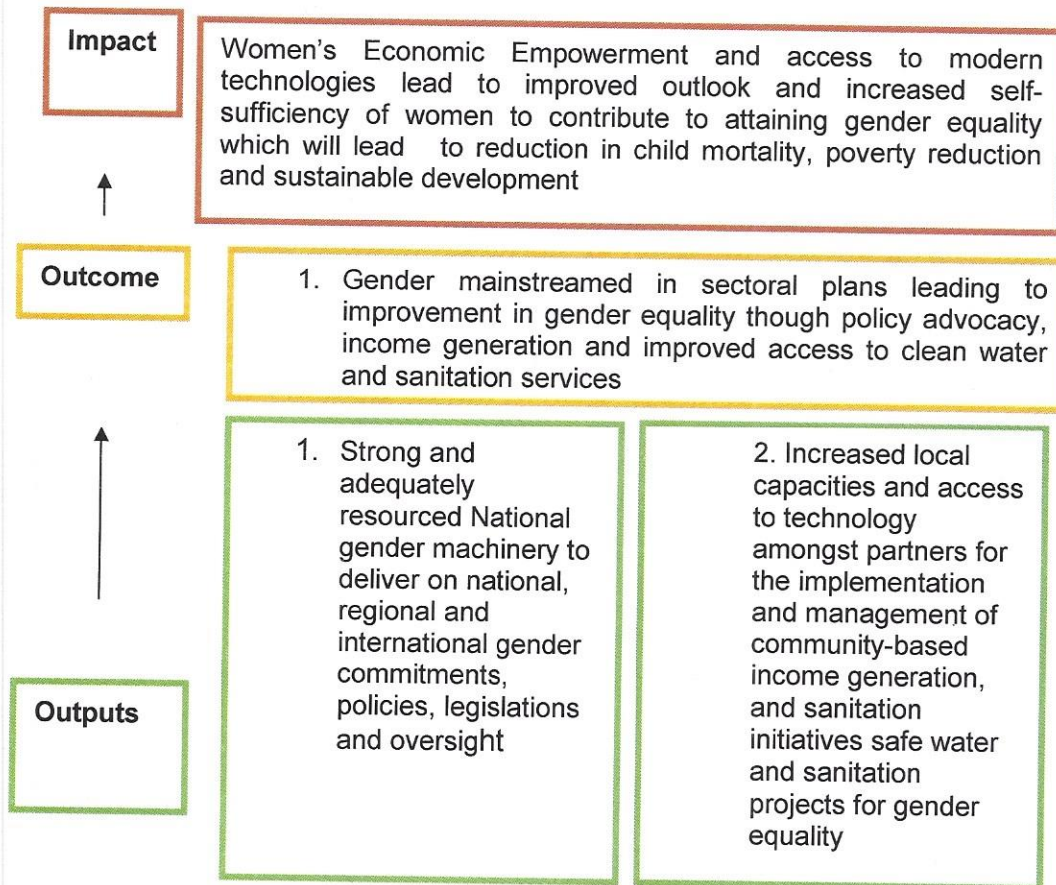 Impact
Women's Economic Empowerment and access to modern
technologies lead to improved outlook and increased self-
sufficiency of women to contribute to attaining gender equality
which will lead to reduction in child mortality, poverty reduction
and sustainable development
Outcome
1. Gender mainstreamed in sectoral plans leading to
improvement in gender equality though policy advocacy,
income generation and improved access to clean water
and sanitation services
1. Strong and
adequately
resourced National
gender machinery to
deliver on national,
regional and
international gender
commitments,
policies, legislations
and oversight
2. Increased local
capacities and access
to technology
amongst partners for
the implementation
and management of
community-based
income generation,
and sanitation
initiatives safe water
and sanitation
projects for gender
equality
Outputs